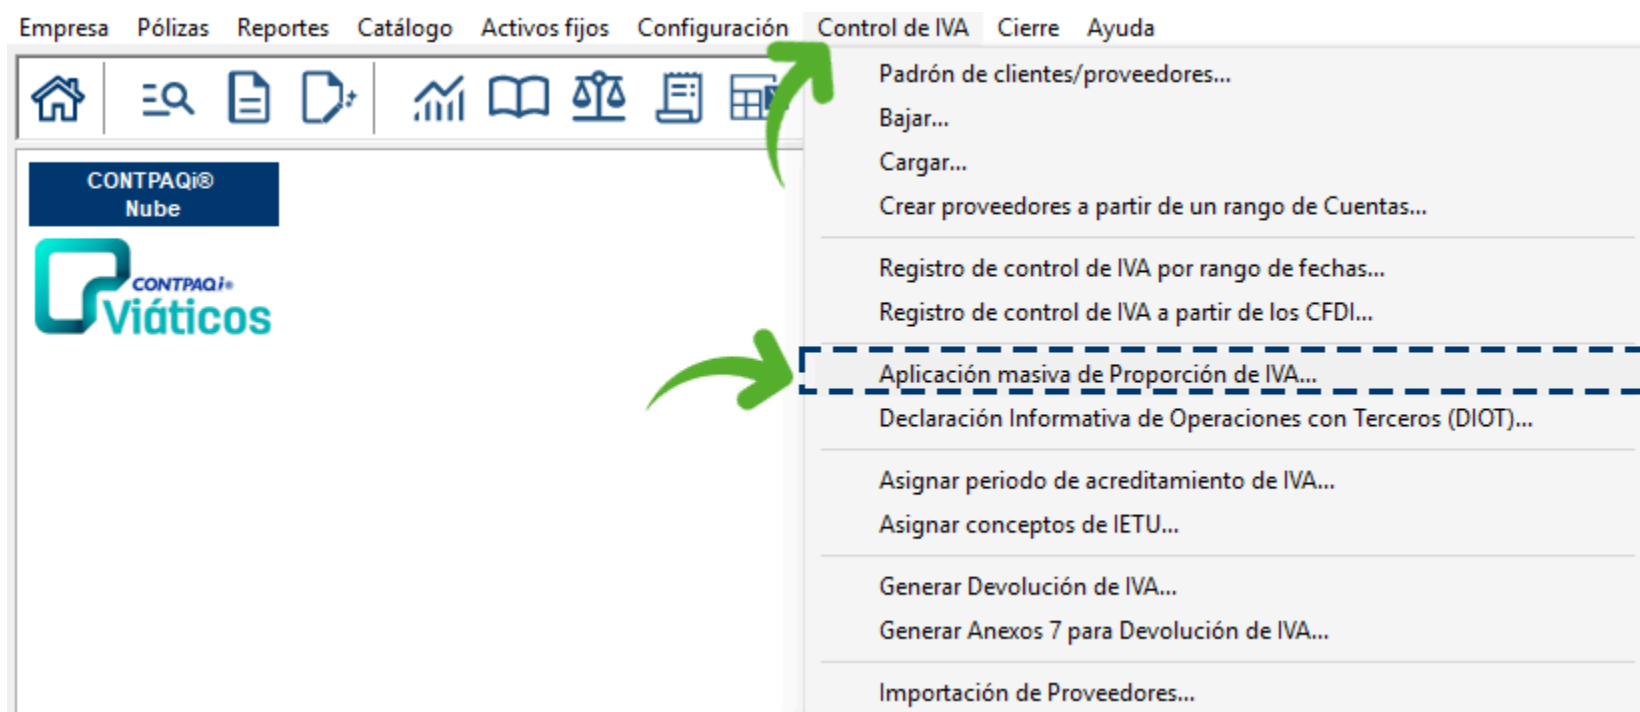 Empresa Pólizas Reportes Catálogo Activos fijos Configuración Control de IVA Cierre Ayuda
CONTPAQi®
Nube
CONTPAQi®
Viáticos
Padrón de clientes/proveedores...
Bajar...
Cargar...
Crear proveedores a partir de un rango de Cuentas...
Registro de control de IVA por rango de fechas...
Registro de control de IVA a partir de los CFDI...
Aplicación masiva de Proporción de IVA...
Declaración Informativa de Operaciones con Terceros (DIOT)...
Asignar periodo de acreditamiento de IVA...
Asignar conceptos de IETU...
Generar Devolución de IVA...
Generar Anexos 7 para Devolución de IVA...
Importación de Proveedores...